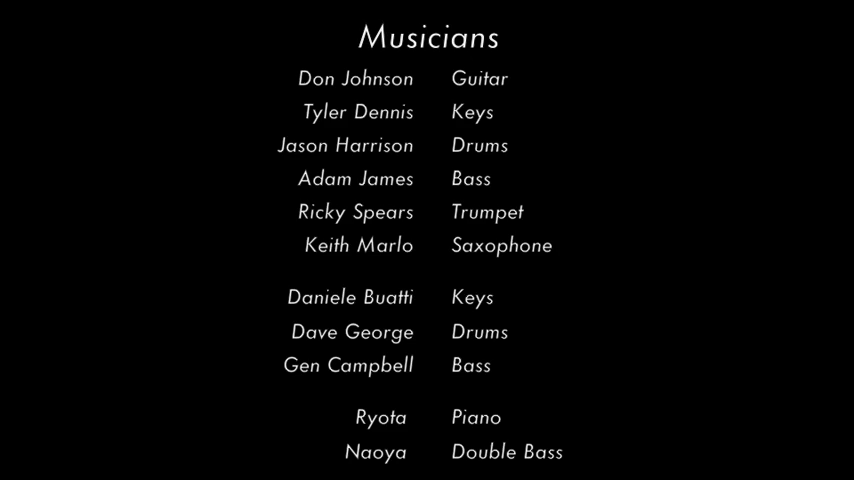 Musicians
Don Johnson Guitar
Tyler Dennis Keys
Jason Harrison Drums
Adam James Bass
Ricky Spears Trumpet
Keith Marlo Saxophone
Daniele Buatti Keys
Dave George Drums
Gen Campbell Bass
Ryota Piano
Naoya Double Bass